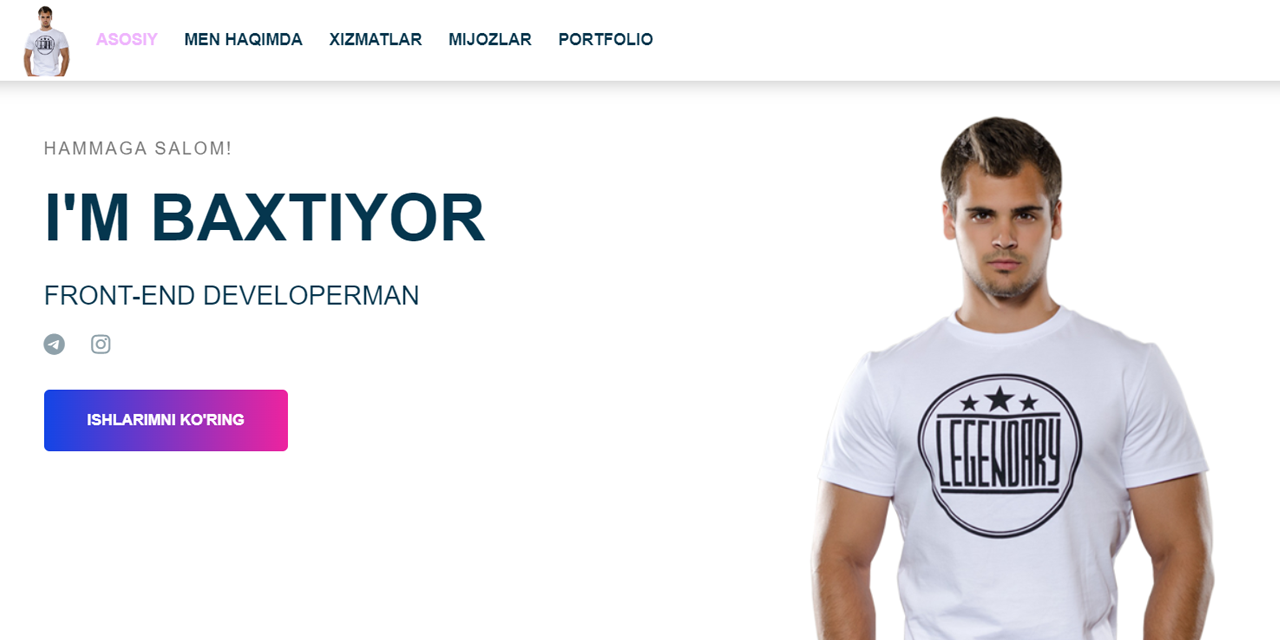 ASOSIY MEN HAQIMDA XIZMATLAR MIJOZLAR PORTFOLIO
HAMMAGA SALOM!
I'M BAXTIYOR
FRONT-END DEVELOPERMAN
ISHLARIMNI KO'RING
LEGENDARY